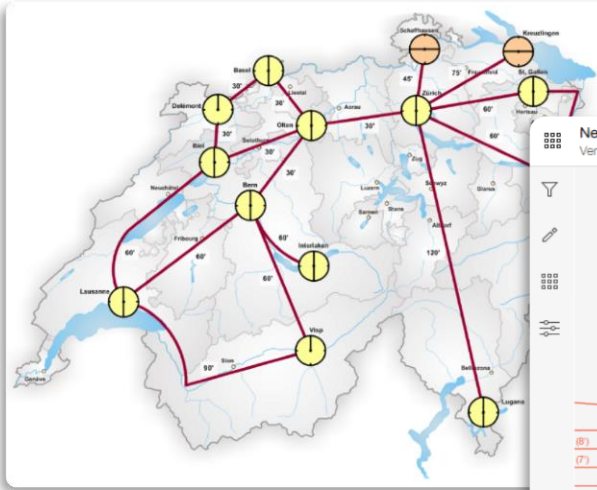 Schaffhausen
Kreuzlingen
Basel
45'
75'
Frauenfeld
St. Gallen
30'
Liestal
Zürich
Delémont
30'
Aarau
60'
Herisau
Olten
30'
60'
30'
Solothurn
30'
Biel
Zug
30'
Luzern
Schwyz
Glarus
Neuchâtel
Bern
Sarnen
Stans
Altdorf
Fribourg
60'
Interlaken
60'
60'
60'
120'
Lausanne
Visp
Sion
90'
Bellinzona
Genève
Lugano
Ne
Ver
(8')
(7')